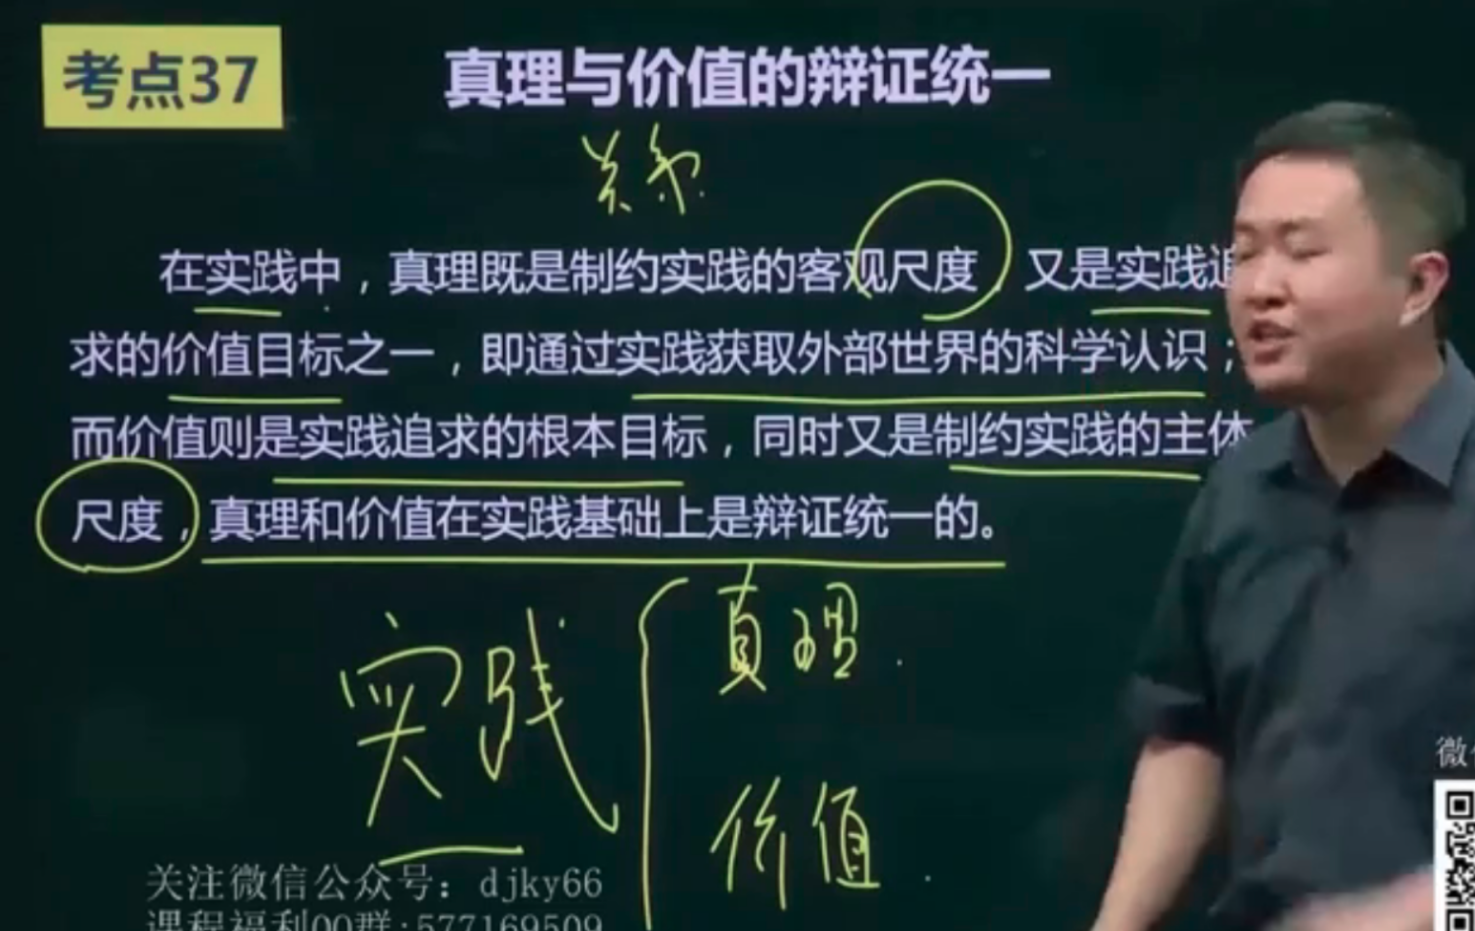 考点37
真理与价值的辩证统一
关系
在实践中，真理既是制约实践的客观尺度，又是实践追
求的价值目标之一，即通过实践获取外部世界的科学认识；
而价值则是实践追求的根本目标，同时又是制约实践的主体
尺度，真理和价值在实践基础上是辩证统一的。
实践
真理
价值
微信
关注微信公众号：djky66
课程福利QQ群:577169509